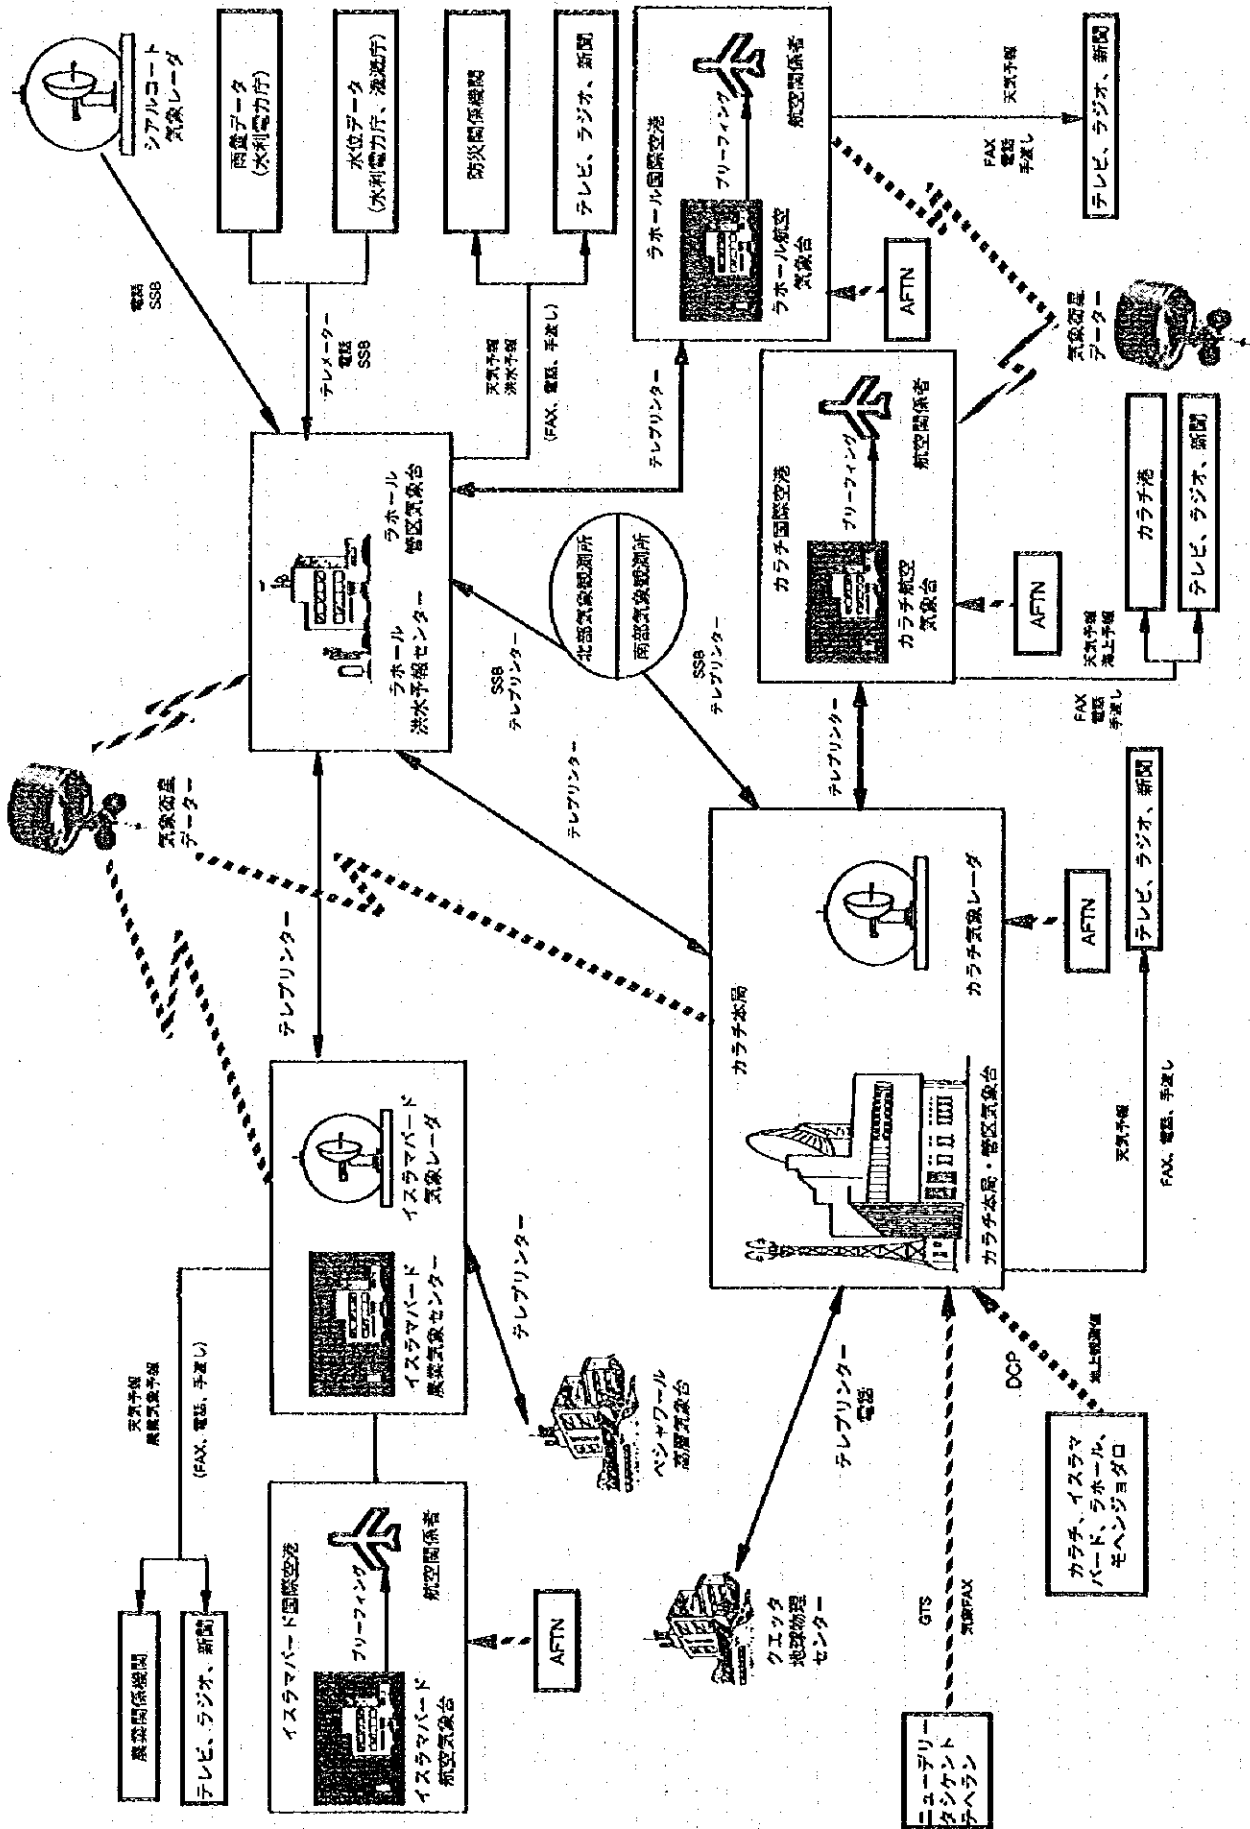 農業関係機関
テレビ、ラジオ、新聞
天気予報
農業気象予報
(FAX、電話、手渡し)
気象衛星
データー
シアルコート
気象レーダ
電話
SSB
雨量データ
(水利電力庁)
水位データ
(水利電力庁、灌漑庁)
テレメーター
電話
SSB
防災関係機関
テレビ、ラジオ、新聞
天気予報
洪水予報
(FAX、電話、手渡し)
イスラマバード国際空港
ブリーフィング
イスラマバード
航空気象台
航空関係者
AFTN
イスラマバード
農業気象センター
イスラマバード
気象レーダ
テレプリンター
テレプリンター
ペシャワール
高層気象台
ラホール
洪水予報センター
ラホール
管区気象台
テレプリンター
SSB
テレプリンター
テレプリンター
北部気象観測所
南部気象観測所
SSB
テレプリンター
ラホール国際空港
ブリーフィング
ラホール航空
気象台
航空関係者
AFTN
天気予報
FAX
電話
手渡し
テレビ、ラジオ、新聞
クエッタ
地球物理
センター
テレプリンター
電話
カラチ本局
カラチ本局・管区気象台
カラチ気象レーダ
テレプリンター
カラチ国際空港
ブリーフィング
カラチ航空
気象台
航空関係者
AFTN
気象衛星
データー
天気予報
海上予報
FAX
電話
手渡し
カラチ港
テレビ、ラジオ、新聞
ニューデリー
タシケント
テヘラン
GTS
気象FAX
DCP
地上観測値
カラチ、イスラマ
バード、ラホール、
モヘンジョダロ
AFTN
天気予報
FAX、電話、手渡し
テレビ、ラジオ、新聞